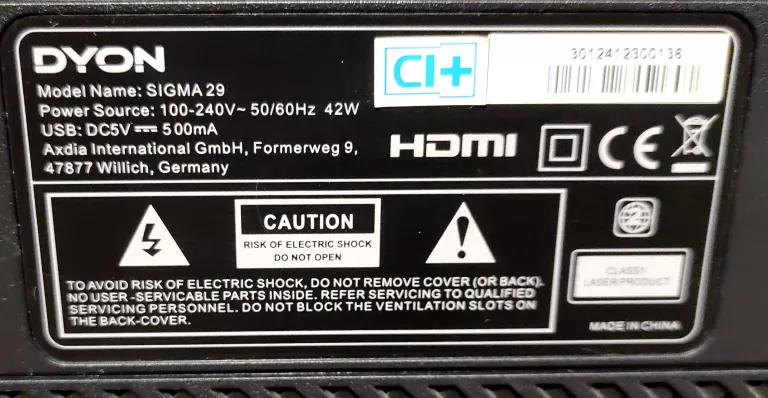 DYON
Model Name: SIGMA 29
Power Source: 100-240V~ 50/60Hz 42W
USB: DC5V⎓500mA
Axdia International GmbH, Formerweg 9,
47877 Willich, Germany
CI+
3012412300136
HDMI
CE
CAUTION
RISK OF ELECTRIC SHOCK
DO NOT OPEN
TO AVOID RISK OF ELECTRIC SHOCK, DO NOT REMOVE COVER (OR BACK).
NO USER -SERVICABLE PARTS INSIDE. REFER SERVICING TO QUALIFIED
SERVICING PERSONNEL. DO NOT BLOCK THE VENTILATION SLOTS ON
THE BACK-COVER.
2
CLASS1
LASER PRODUCT
MADE IN CHINA